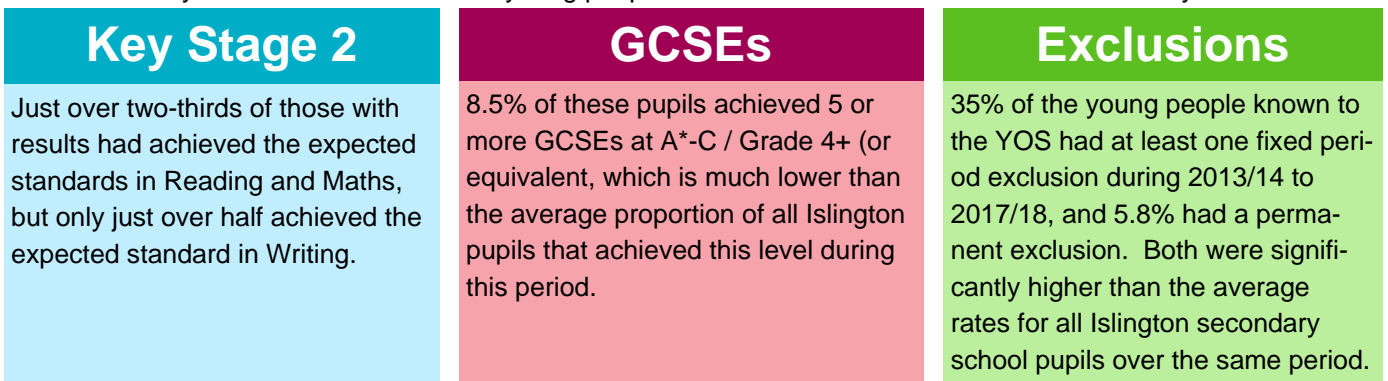 Key Stage 2
Just over two-thirds of those with
results had achieved the expected
standards in Reading and Maths,
but only just over half achieved the
expected standard in Writing.
GCSEs
8.5% of these pupils achieved 5 or
more GCSEs at A*-C / Grade 4+ (or
equivalent, which is much lower than
the average proportion of all Islington
pupils that achieved this level during
this period.
Exclusions
35% of the young people known to
the YOS had at least one fixed peri-
od exclusion during 2013/14 to
2017/18, and 5.8% had a perma-
nent exclusion.  Both were signifi-
cantly higher than the average
rates for all Islington secondary
school pupils over the same period.